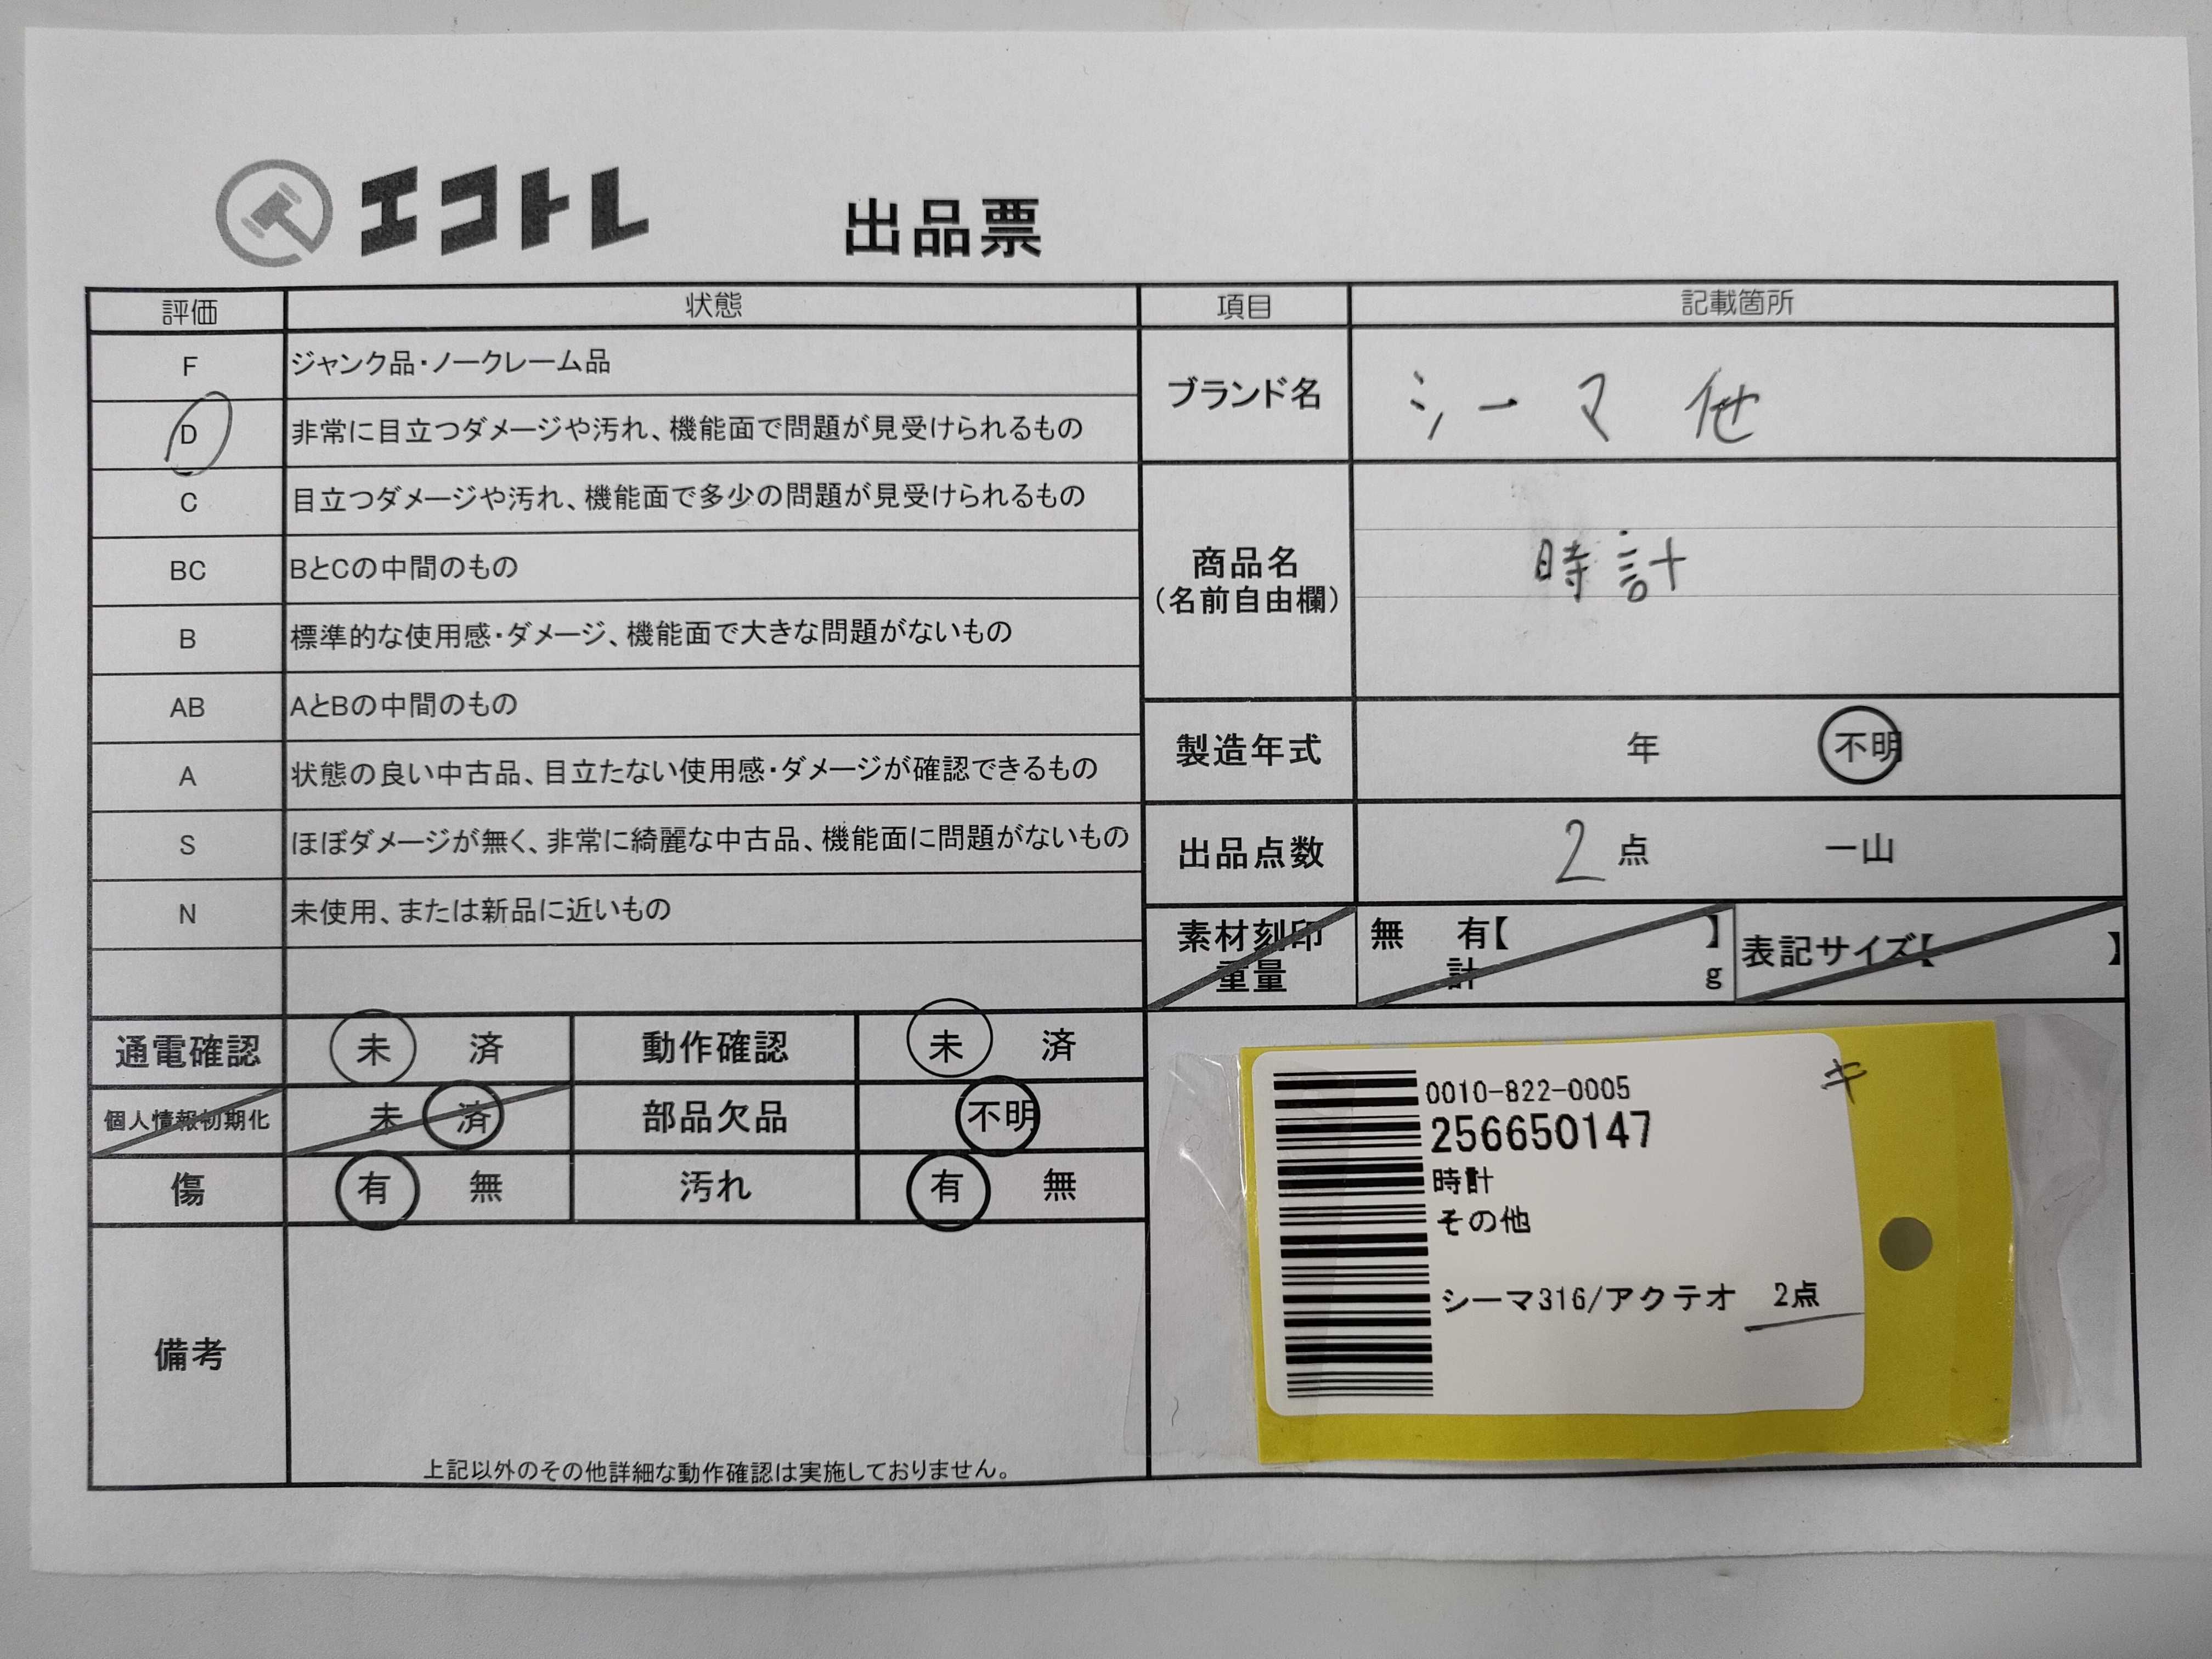 エコトレ 出品票
評価 状態
F ジャンク品・ノークレーム品
D 非常に目立つダメージや汚れ、機能面で問題が見受けられるもの
C 目立つダメージや汚れ、機能面で多少の問題が見受けられるもの
BC BとCの中間のもの
B 標準的な使用感・ダメージ、機能面で大きな問題がないもの
AB AとBの中間のもの
A 状態の良い中古品、目立たない使用感・ダメージが確認できるもの
S ほぼダメージが無く、非常に綺麗な中古品、機能面に問題がないもの
N 未使用、または新品に近いもの
通電確認 未 済 動作確認 未 済
個人情報初期化 未 済 部品欠品 不明
傷 有 無 汚れ 有 無
備考
上記以外のその他詳細な動作確認は実施しておりません。
項目 記載箇所
ブランド名 シーマ 他
商品名
(名前自由欄)
時計
製造年式 年 不明
出品点数 2 点 一山
素材刻印 無 有【 】 表記サイズ【 】
重量 計 g
0010-822-0005 キ
256650147
時計
その他
シーマ316/アクテオ 2点